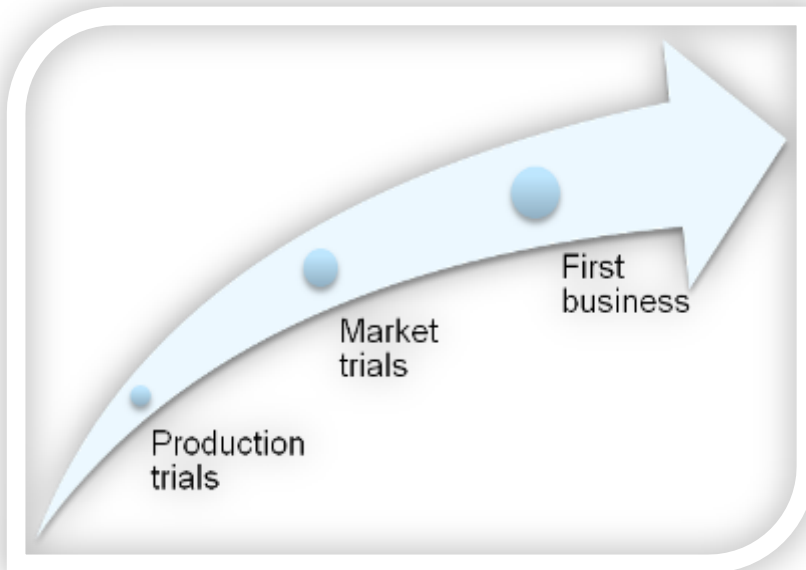 First
business
Market
trials
Production
trials